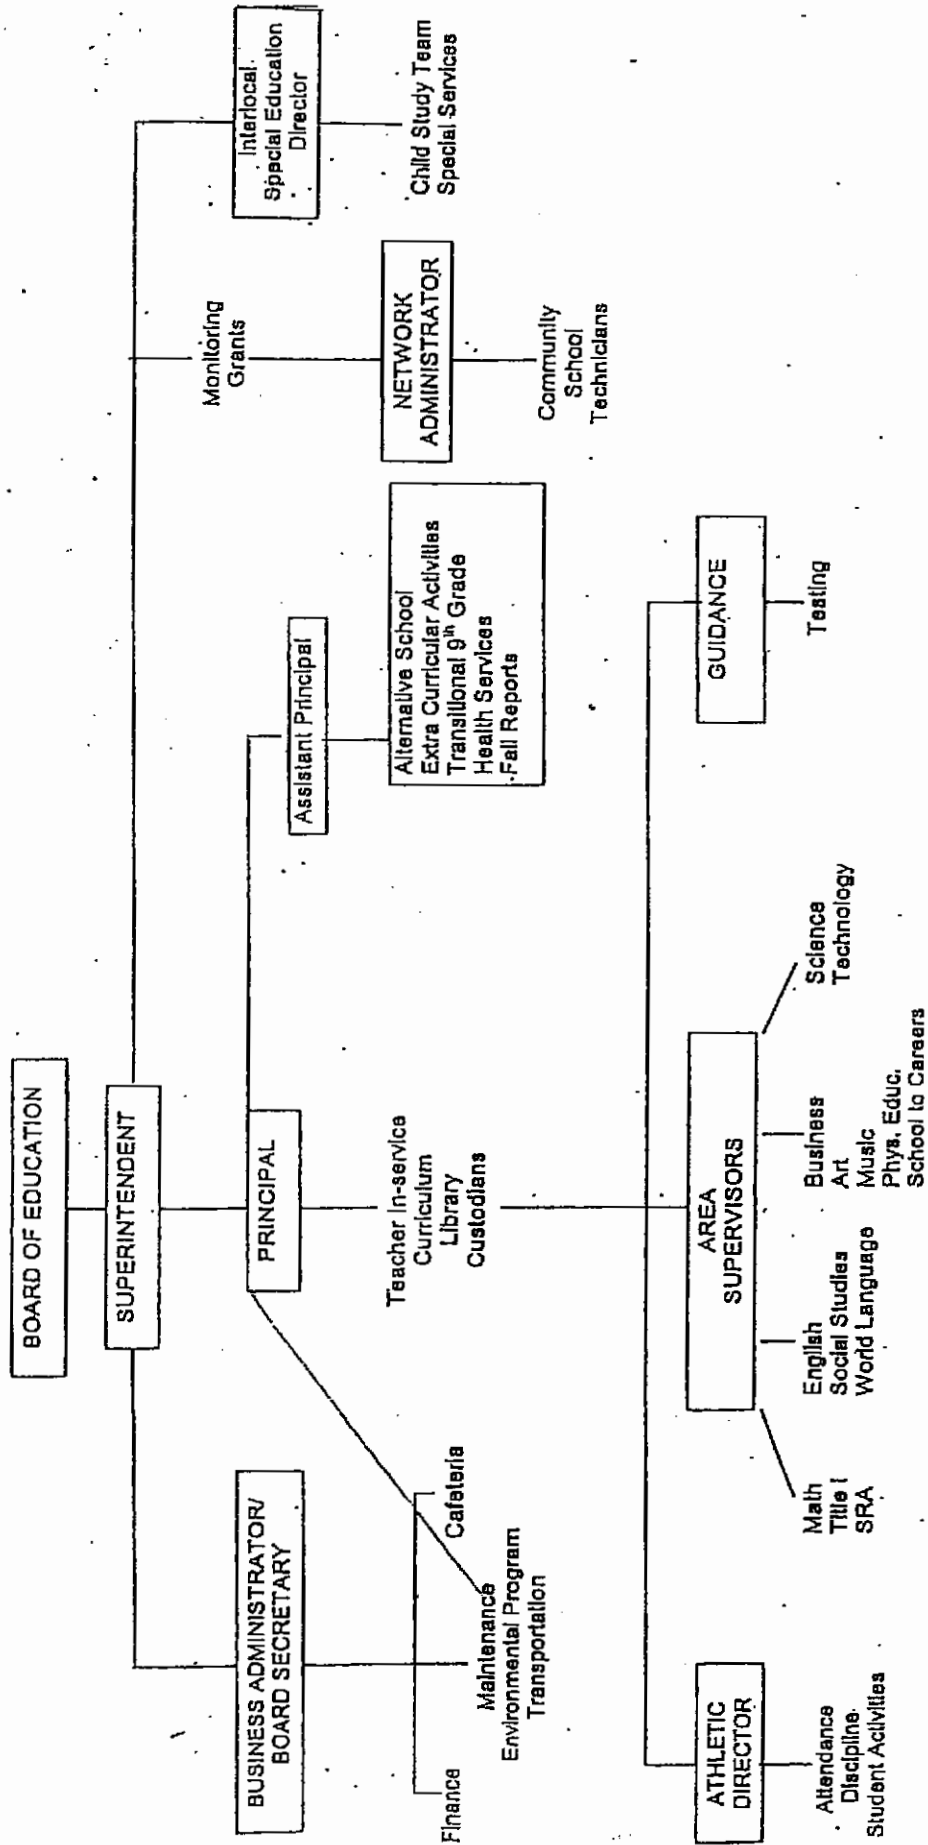 BOARD OF EDUCATION
SUPERINTENDENT
BUSINESS ADMINISTRATOR/
BOARD SECRETARY
Finance
Cafeteria
Maintenance
Environmental Program
Transportation
PRINCIPAL
Teacher In-service
Curriculum
Library
Custodians
Assistant Principal
Alternative School
Extra Curricular Activities
Transitional 9th Grade
Health Services
Fall Reports
Monitoring
Grants
NETWORK
ADMINISTRATOR
Community
School
Technicians
Interlocal
Special Education
Director
Child Study Team
Special Services
ATHLETIC
DIRECTOR
Attendance
Discipline
Student Activities
AREA
SUPERVISORS
Math
Title I
SRA
English
Social Studies
World Language
Business
Art
Music
Phys. Educ.
School to Careers
Science
Technology
GUIDANCE
Testing